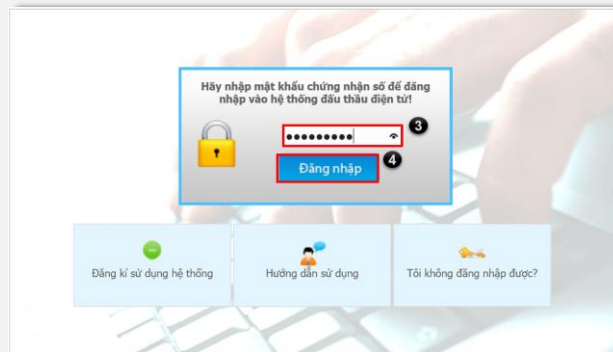 Hãy nhập mật khẩu chứng nhận số để đăng
nhập vào hệ thống đấu thầu điện tử!
3
Đăng nhập
4
Đăng kí sử dụng hệ thống
Hướng dẫn sử dụng
Tôi không đăng nhập được?